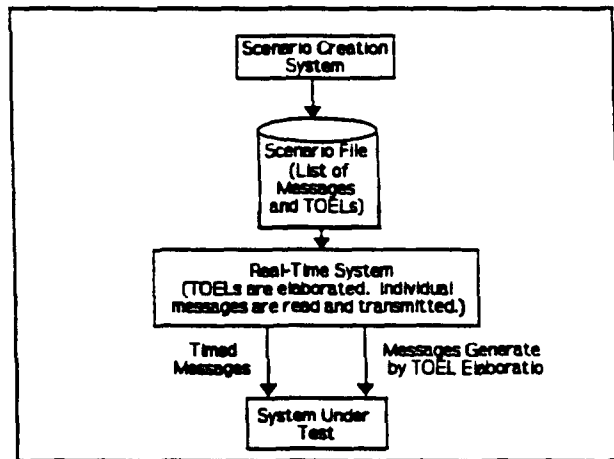 Scenario Creation
System
Scenario File
(List of
Messages
and TOELs)
Real-Time System
(TOELs are elaborated. Individual
messages are read and transmitted.)
Timed
Messages
Messages Generate
by TOEL Elaboratio
System Under
Test